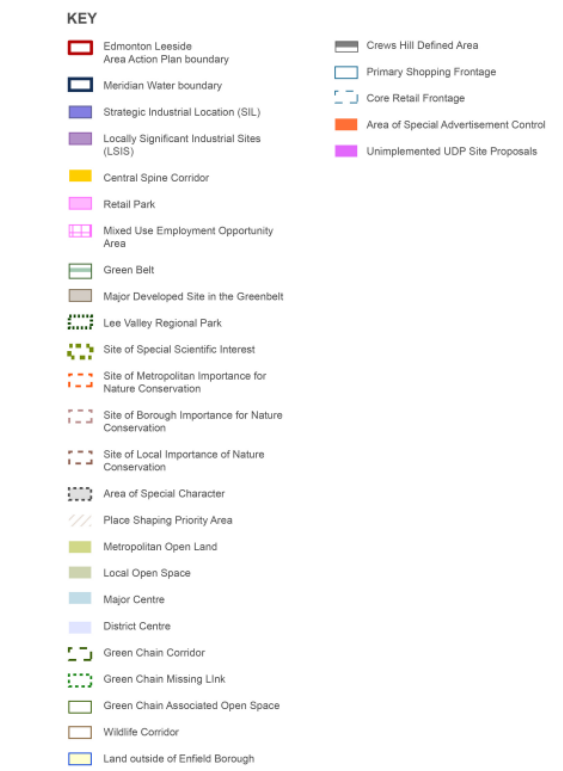 KEY
Edmonton Leeside
Area Action Plan boundary
Meridian Water boundary
Strategic Industrial Location (SIL)
Locally Significant Industrial Sites
(LSIS)
Central Spine Corridor
Retail Park
Mixed Use Employment Opportunity
Area
Green Belt
Major Developed Site in the Greenbelt
Lee Valley Regional Park
Site of Special Scientific Interest
Site of Metropolitan Importance for
Nature Conservation
Site of Borough Importance for Nature
Conservation
Site of Local Importance of Nature
Conservation
Area of Special Character
Place Shaping Priority Area
Metropolitan Open Land
Local Open Space
Major Centre
District Centre
Green Chain Corridor
Green Chain Missing LInk
Green Chain Associated Open Space
Wildlife Corridor
Land outside of Enfield Borough
Crews Hill Defined Area
Primary Shopping Frontage
Core Retail Frontage
Area of Special Advertisement Control
Unimplemented UDP Site Proposals